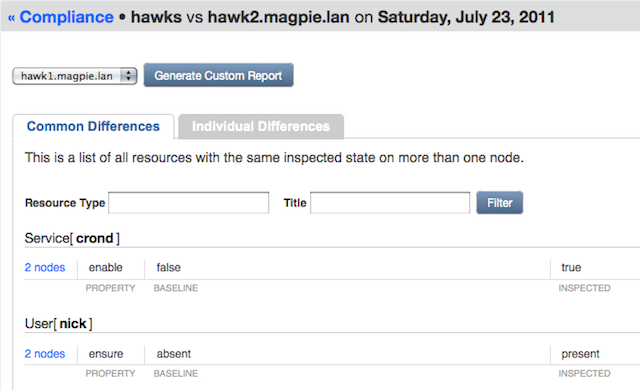 « Compliance • hawks vs hawk2.magpie.lan on Saturday, July 23, 2011
hawk1.magpie.lan Generate Custom Report
Common Differences Individual Differences
This is a list of all resources with the same inspected state on more than one node.
Resource Type Title Filter
Service[ crond ]
2 nodes enable false true
PROPERTY BASELINE INSPECTED
User[ nick ]
2 nodes ensure absent present
PROPERTY BASELINE INSPECTED